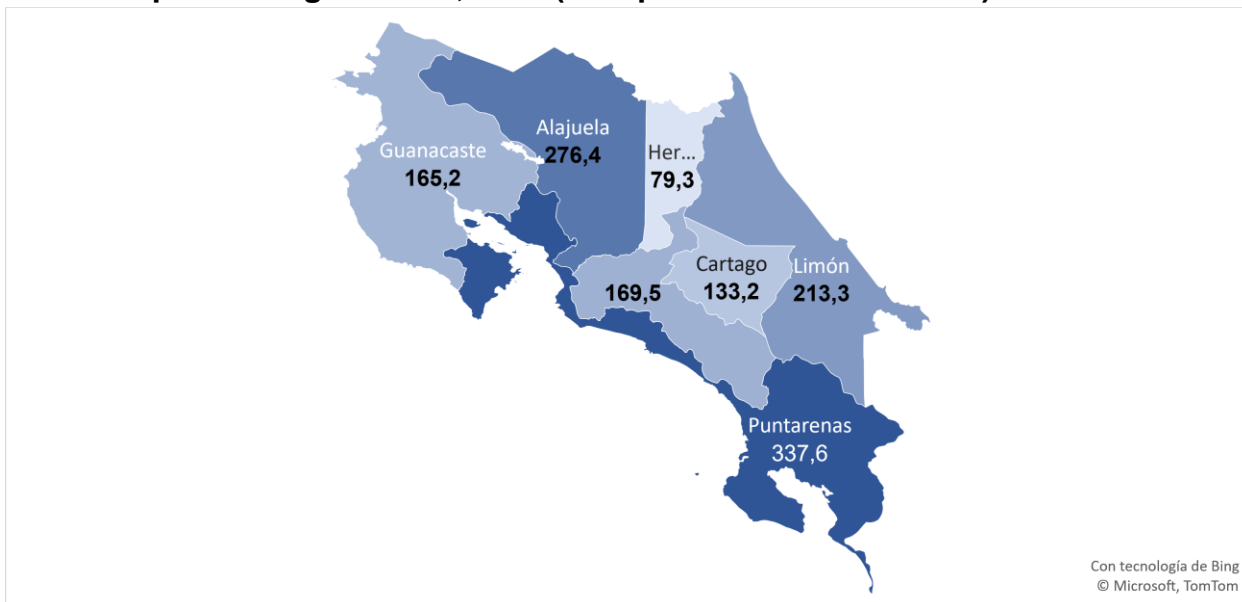 Alajuela
276,4
Guanacaste
165,2
Her...
79,3
Cartago
133,2
Limón
213,3
169,5
Puntarenas
337,6
Con tecnología de Bing
© Microsoft, TomTom